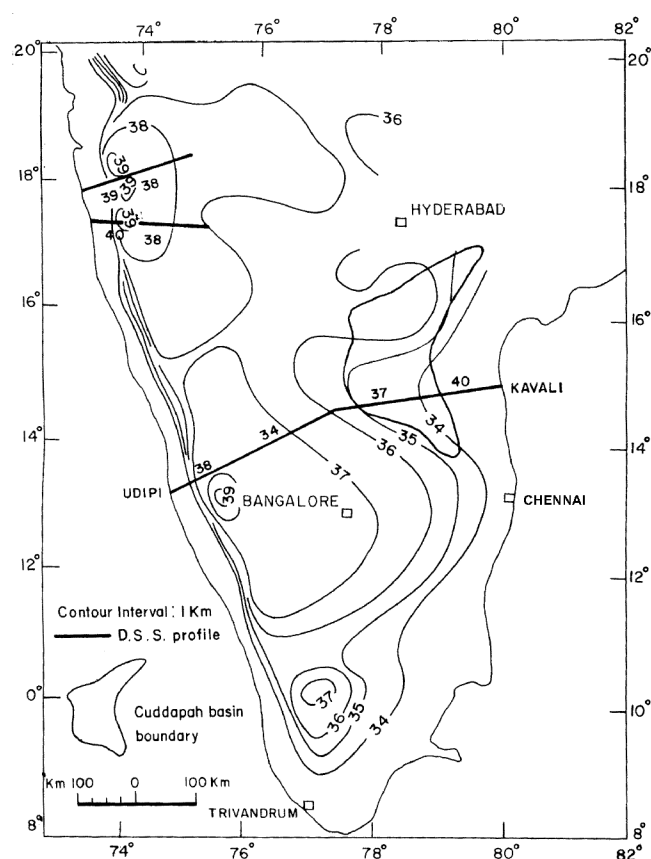 74° 76° 78° 80° 82°
20° 20°
36
38
39
18° 39 39 38 18°
HYDERABAD
39
40 38
16° 16°
KAVALI
37 40
34
34 35
14° 36 14°
38 37
UDIPI 39 BANGALORE CHENNAI
12° 12°
Contour Interval : 1 Km
D.S.S. profile
0° 37 10°
36 35 34
Cuddapah basin
boundary
Km 100 0 100 Km
TRIVANDRUM
8° 8°
74° 76° 78° 80° 82